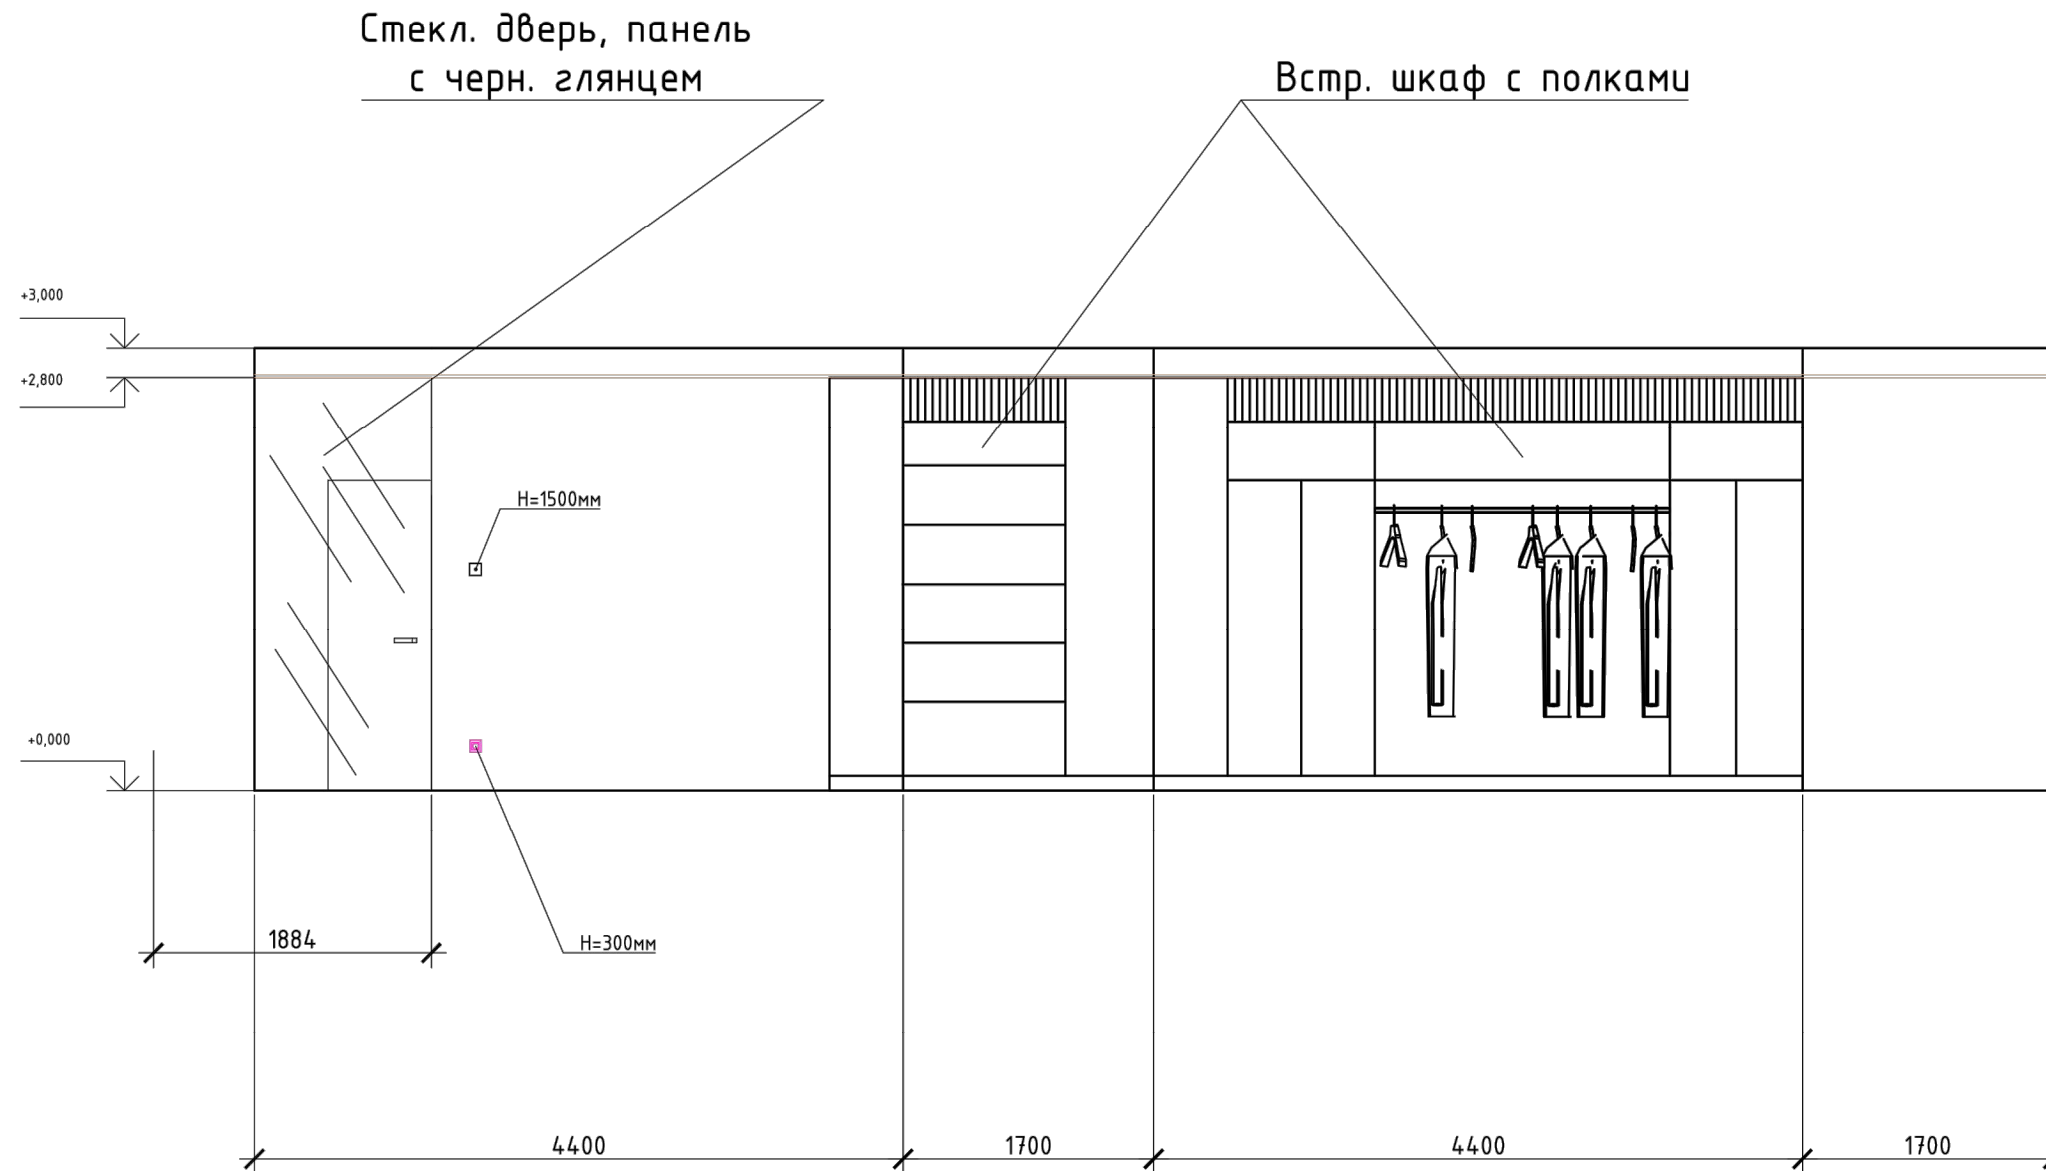 Стекл. дверь, панель
с черн. глянцем
Встр. шкаф с полками
+3,000
+2,800
H=1500мм
+0,000
1884
H=300мм
4400
1700
4400
1700